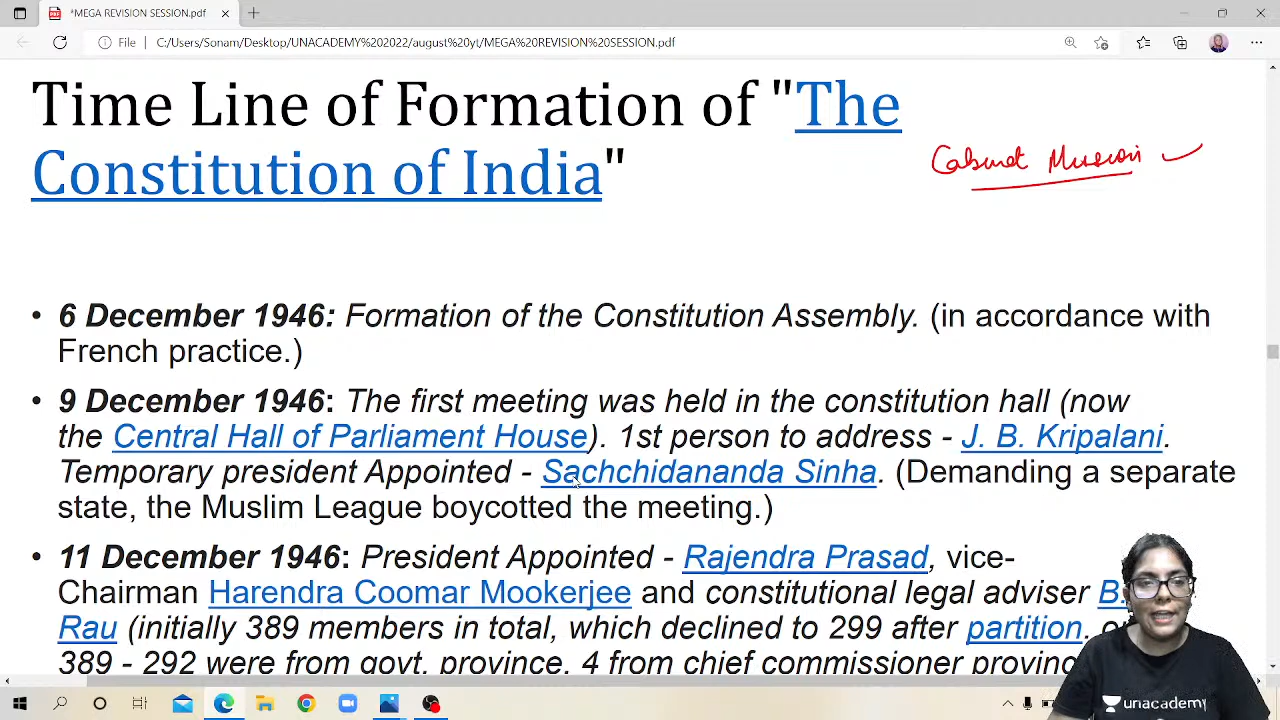 *MEGA REVISION SESSION.pdf
File C:/Users/Sonam/Desktop/UNACADEMY%202022/august%20yt/MEGA%20REVISION%20SESSION.pdf
Time Line of Formation of "The
Constitution of India"
Cabinet Mission
• 6 December 1946: Formation of the Constitution Assembly. (in accordance with
French practice.)
• 9 December 1946: The first meeting was held in the constitution hall (now
the Central Hall of Parliament House). 1st person to address - J. B. Kripalani.
Temporary president Appointed - Sachchidananda Sinha. (Demanding a separate
state, the Muslim League boycotted the meeting.)
• 11 December 1946: President Appointed - Rajendra Prasad, vice-
Chairman Harendra Coomar Mookerjee and constitutional legal adviser B.
Rau (initially 389 members in total, which declined to 299 after partition.
389 - 292 were from govt. province, 4 from chief commissioner
unacademy